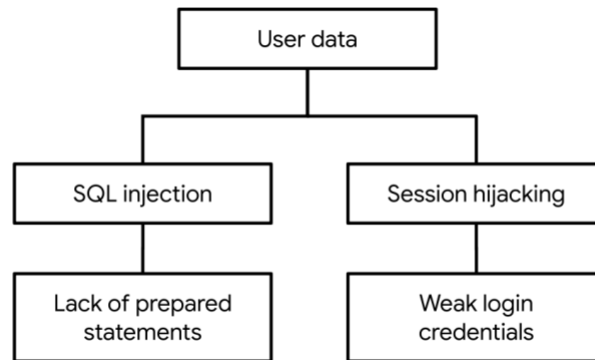 User data
SQL injection
Session hijacking
Lack of prepared
statements
Weak login
credentials